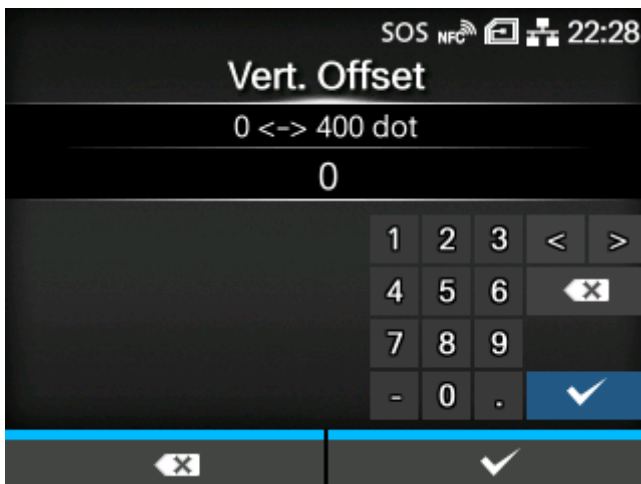 SOS NFC 22:28
Vert. Offset
0 <-> 400 dot
0
1 2 3 < >
4 5 6
7 8 9
- 0 .